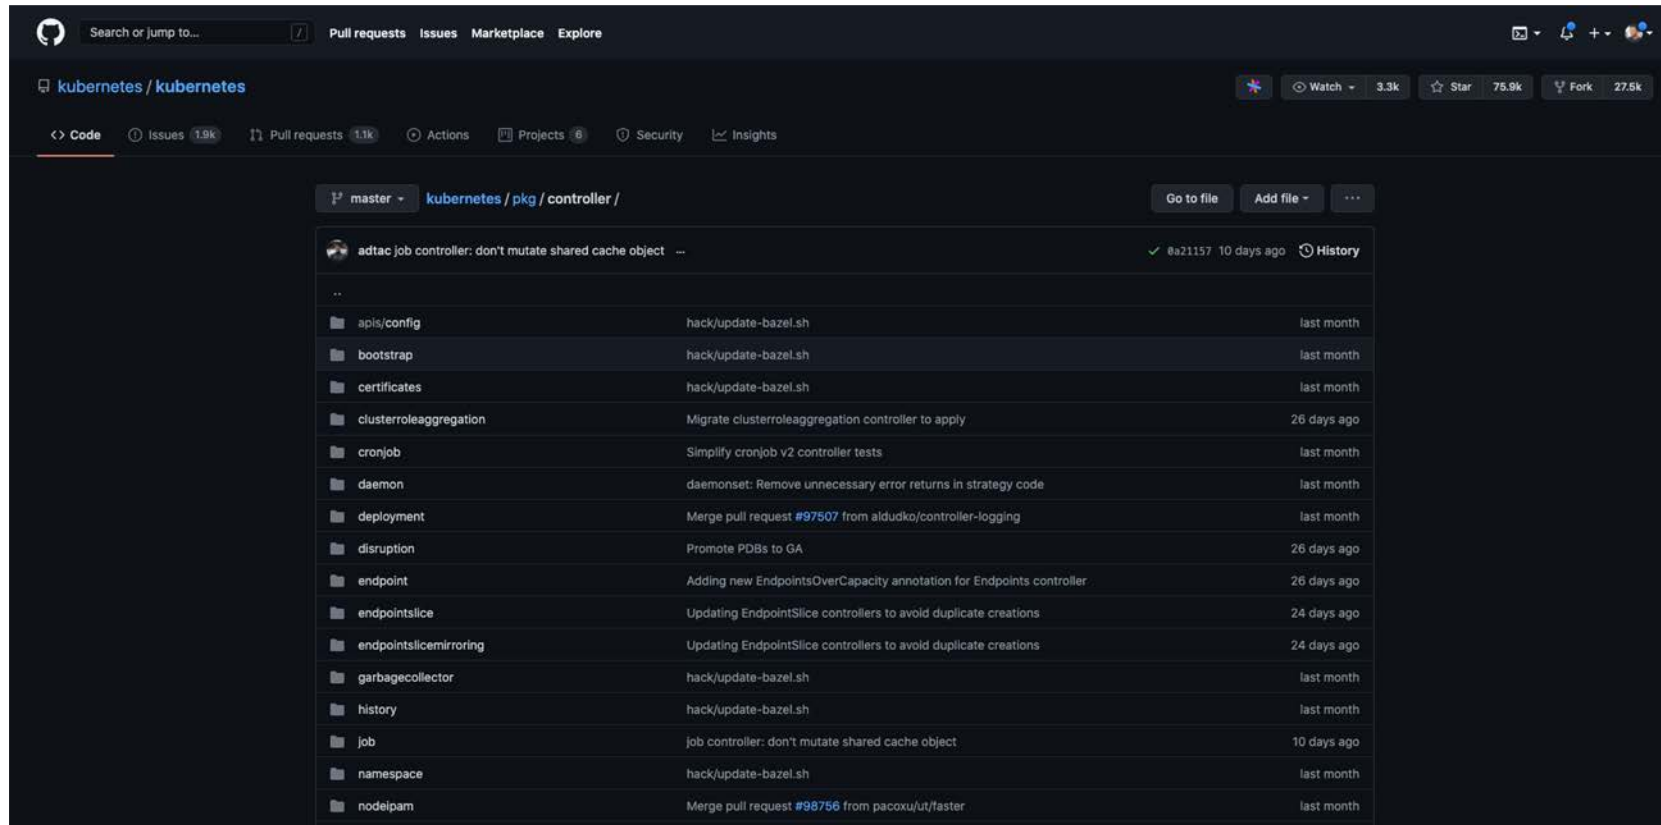 Search or jump to... / Pull requests Issues Marketplace Explore
kubernetes / kubernetes Watch 3.3k Star 75.9k Fork 27.5k
<> Code Issues 1.9k Pull requests 1.1k Actions Projects 6 Security Insights
master kubernetes / pkg / controller / Go to file Add file ...
adtac job controller: don't mutate shared cache object ... 0a21157 10 days ago History
..
apis/config hack/update-bazel.sh last month
bootstrap hack/update-bazel.sh last month
certificates hack/update-bazel.sh last month
clusterroleaggregation Migrate clusterroleaggregation controller to apply 26 days ago
cronjob Simplify cronjob v2 controller tests last month
daemon daemonset: Remove unnecessary error returns in strategy code last month
deployment Merge pull request #97507 from aldudko/controller-logging last month
disruption Promote PDBs to GA 26 days ago
endpoint Adding new EndpointsOverCapacity annotation for Endpoints controller 26 days ago
endpointslice Updating EndpointSlice controllers to avoid duplicate creations 24 days ago
endpointslicemirroring Updating EndpointSlice controllers to avoid duplicate creations 24 days ago
garbagecollector hack/update-bazel.sh last month
history hack/update-bazel.sh last month
job job controller: don't mutate shared cache object 10 days ago
namespace hack/update-bazel.sh last month
nodeipam Merge pull request #98756 from pacoxu/ut/faster last month